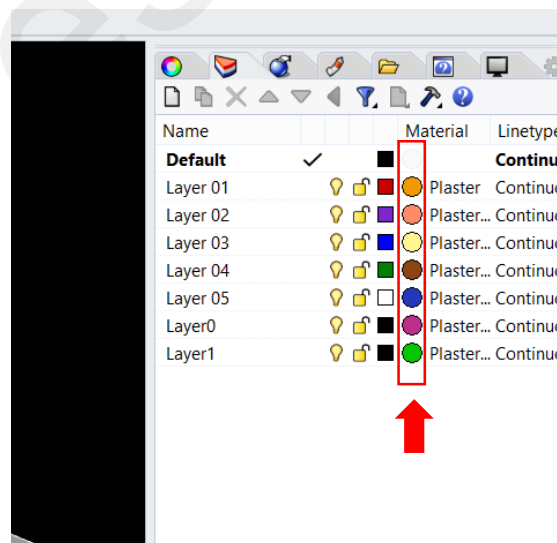 Name Material Linetype
Default Continu
Layer 01 Plaster Continu
Layer 02 Plaster... Continu
Layer 03 Plaster... Continu
Layer 04 Plaster... Continu
Layer 05 Plaster... Continu
Layer0 Plaster... Continu
Layer1 Plaster... Continu